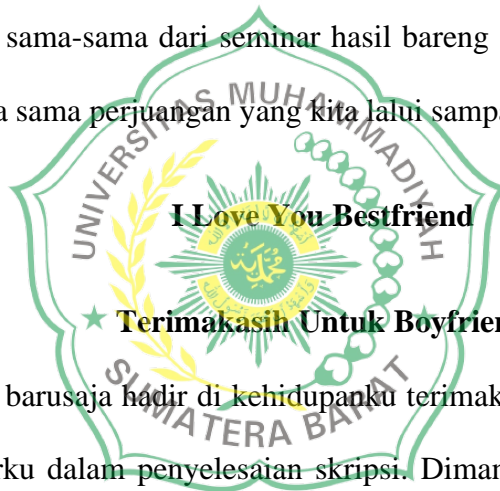 sama-sama dari seminar hasil bareng
a sama perjuangan yang kita lalui sampa
UNIVERSITAS MUHAMMADIYAH
I Love You Bestfriend
Terimakasih Untuk Boyfrien
barusaja hadir di kehidupanku terimak
SUMATERA BARAT
rku dalam penyelesaian skripsi. Diman